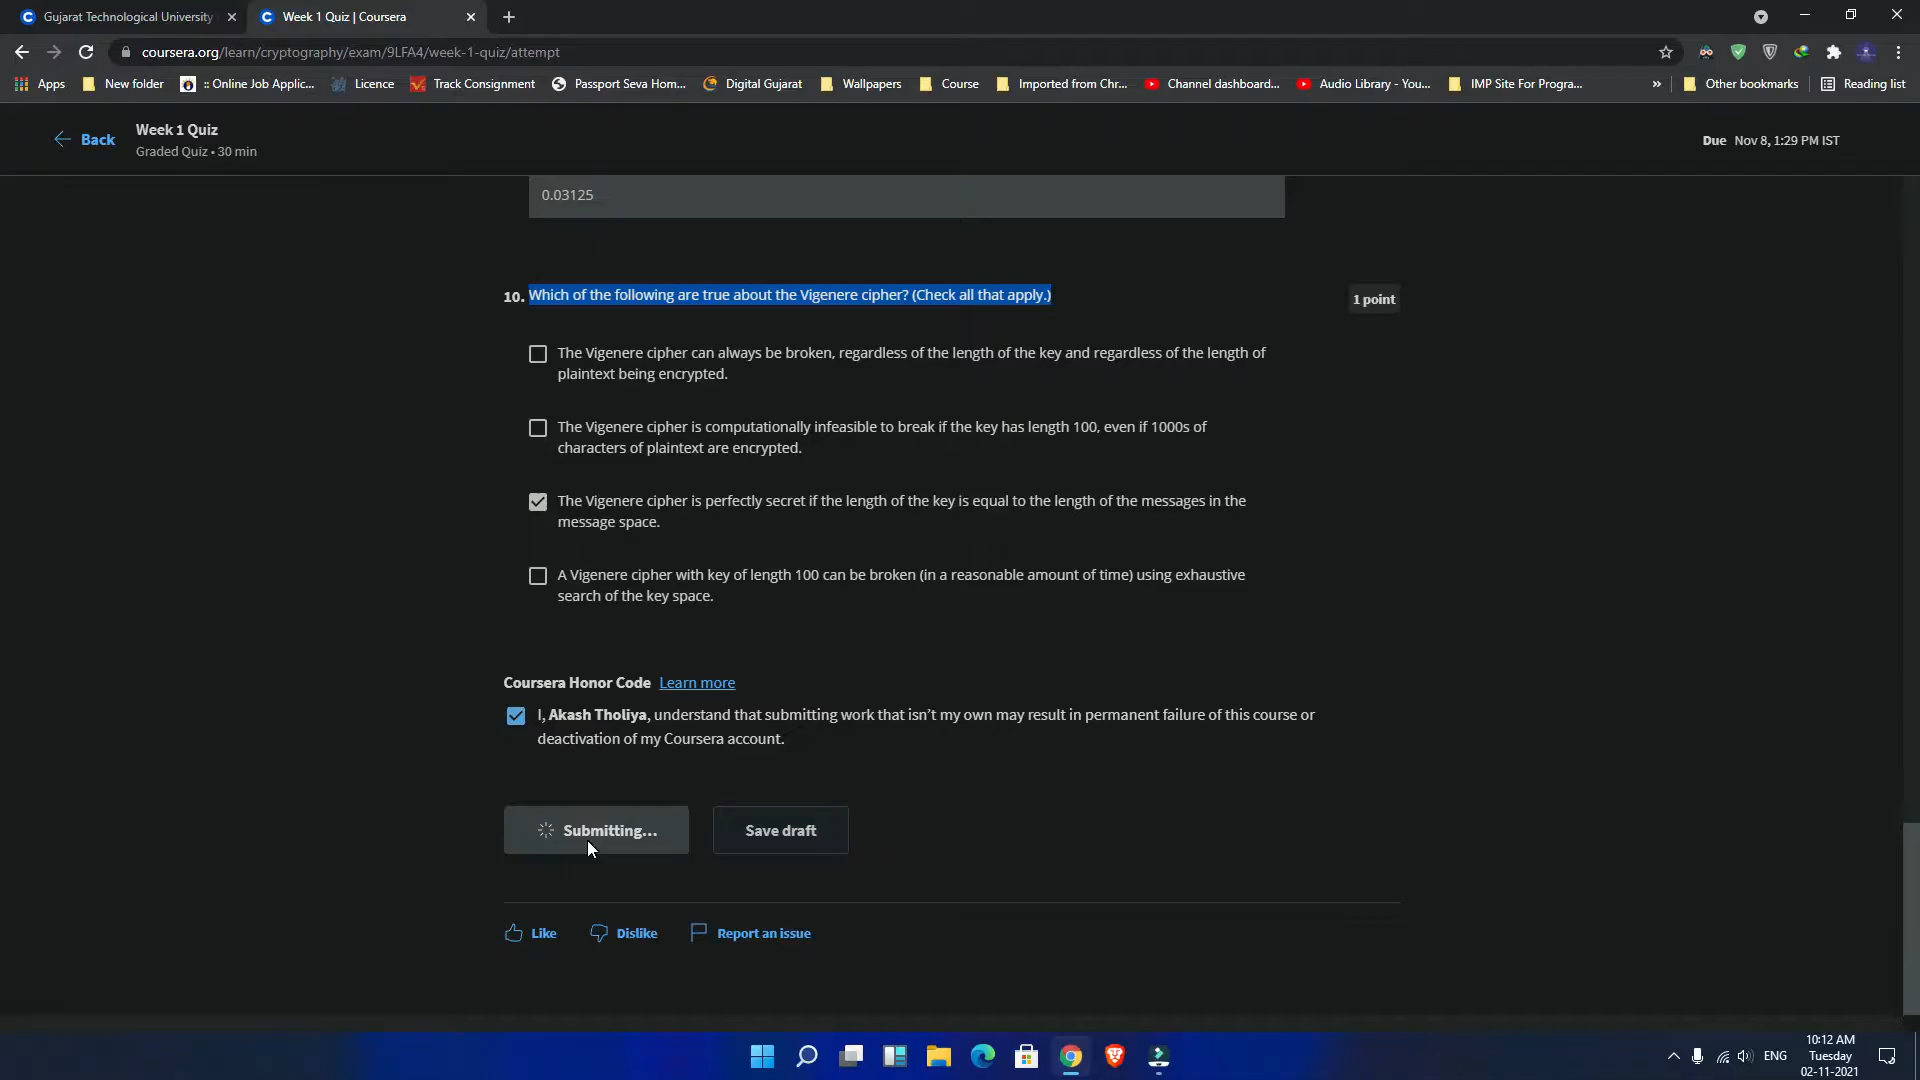 Gujarat Technological University
Week 1 Quiz | Coursera
coursera.org/learn/cryptography/exam/9LFA4/week-1-quiz/attempt
Apps
New folder
:: Online Job Applic...
Licence
Track Consignment
Passport Seva Hom...
Digital Gujarat
Wallpapers
Course
Imported from Chr...
Channel dashboard...
Audio Library - You...
IMP Site For Progra...
»
Other bookmarks
Reading list
Back
Week 1 Quiz
Graded Quiz • 30 min
Due Nov 8, 1:29 PM IST
0.03125
10. Which of the following are true about the Vigenere cipher? (Check all that apply.)
1 point
The Vigenere cipher can always be broken, regardless of the length of the key and regardless of the length of
plaintext being encrypted.
The Vigenere cipher is computationally infeasible to break if the key has length 100, even if 1000s of
characters of plaintext are encrypted.
The Vigenere cipher is perfectly secret if the length of the key is equal to the length of the messages in the
message space.
A Vigenere cipher with key of length 100 can be broken (in a reasonable amount of time) using exhaustive
search of the key space.
Coursera Honor Code Learn more
I, Akash Tholiya, understand that submitting work that isn't my own may result in permanent failure of this course or
deactivation of my Coursera account.
Submitting...
Save draft
Like
Dislike
Report an issue
ENG
10:12 AM
Tuesday
02-11-2021